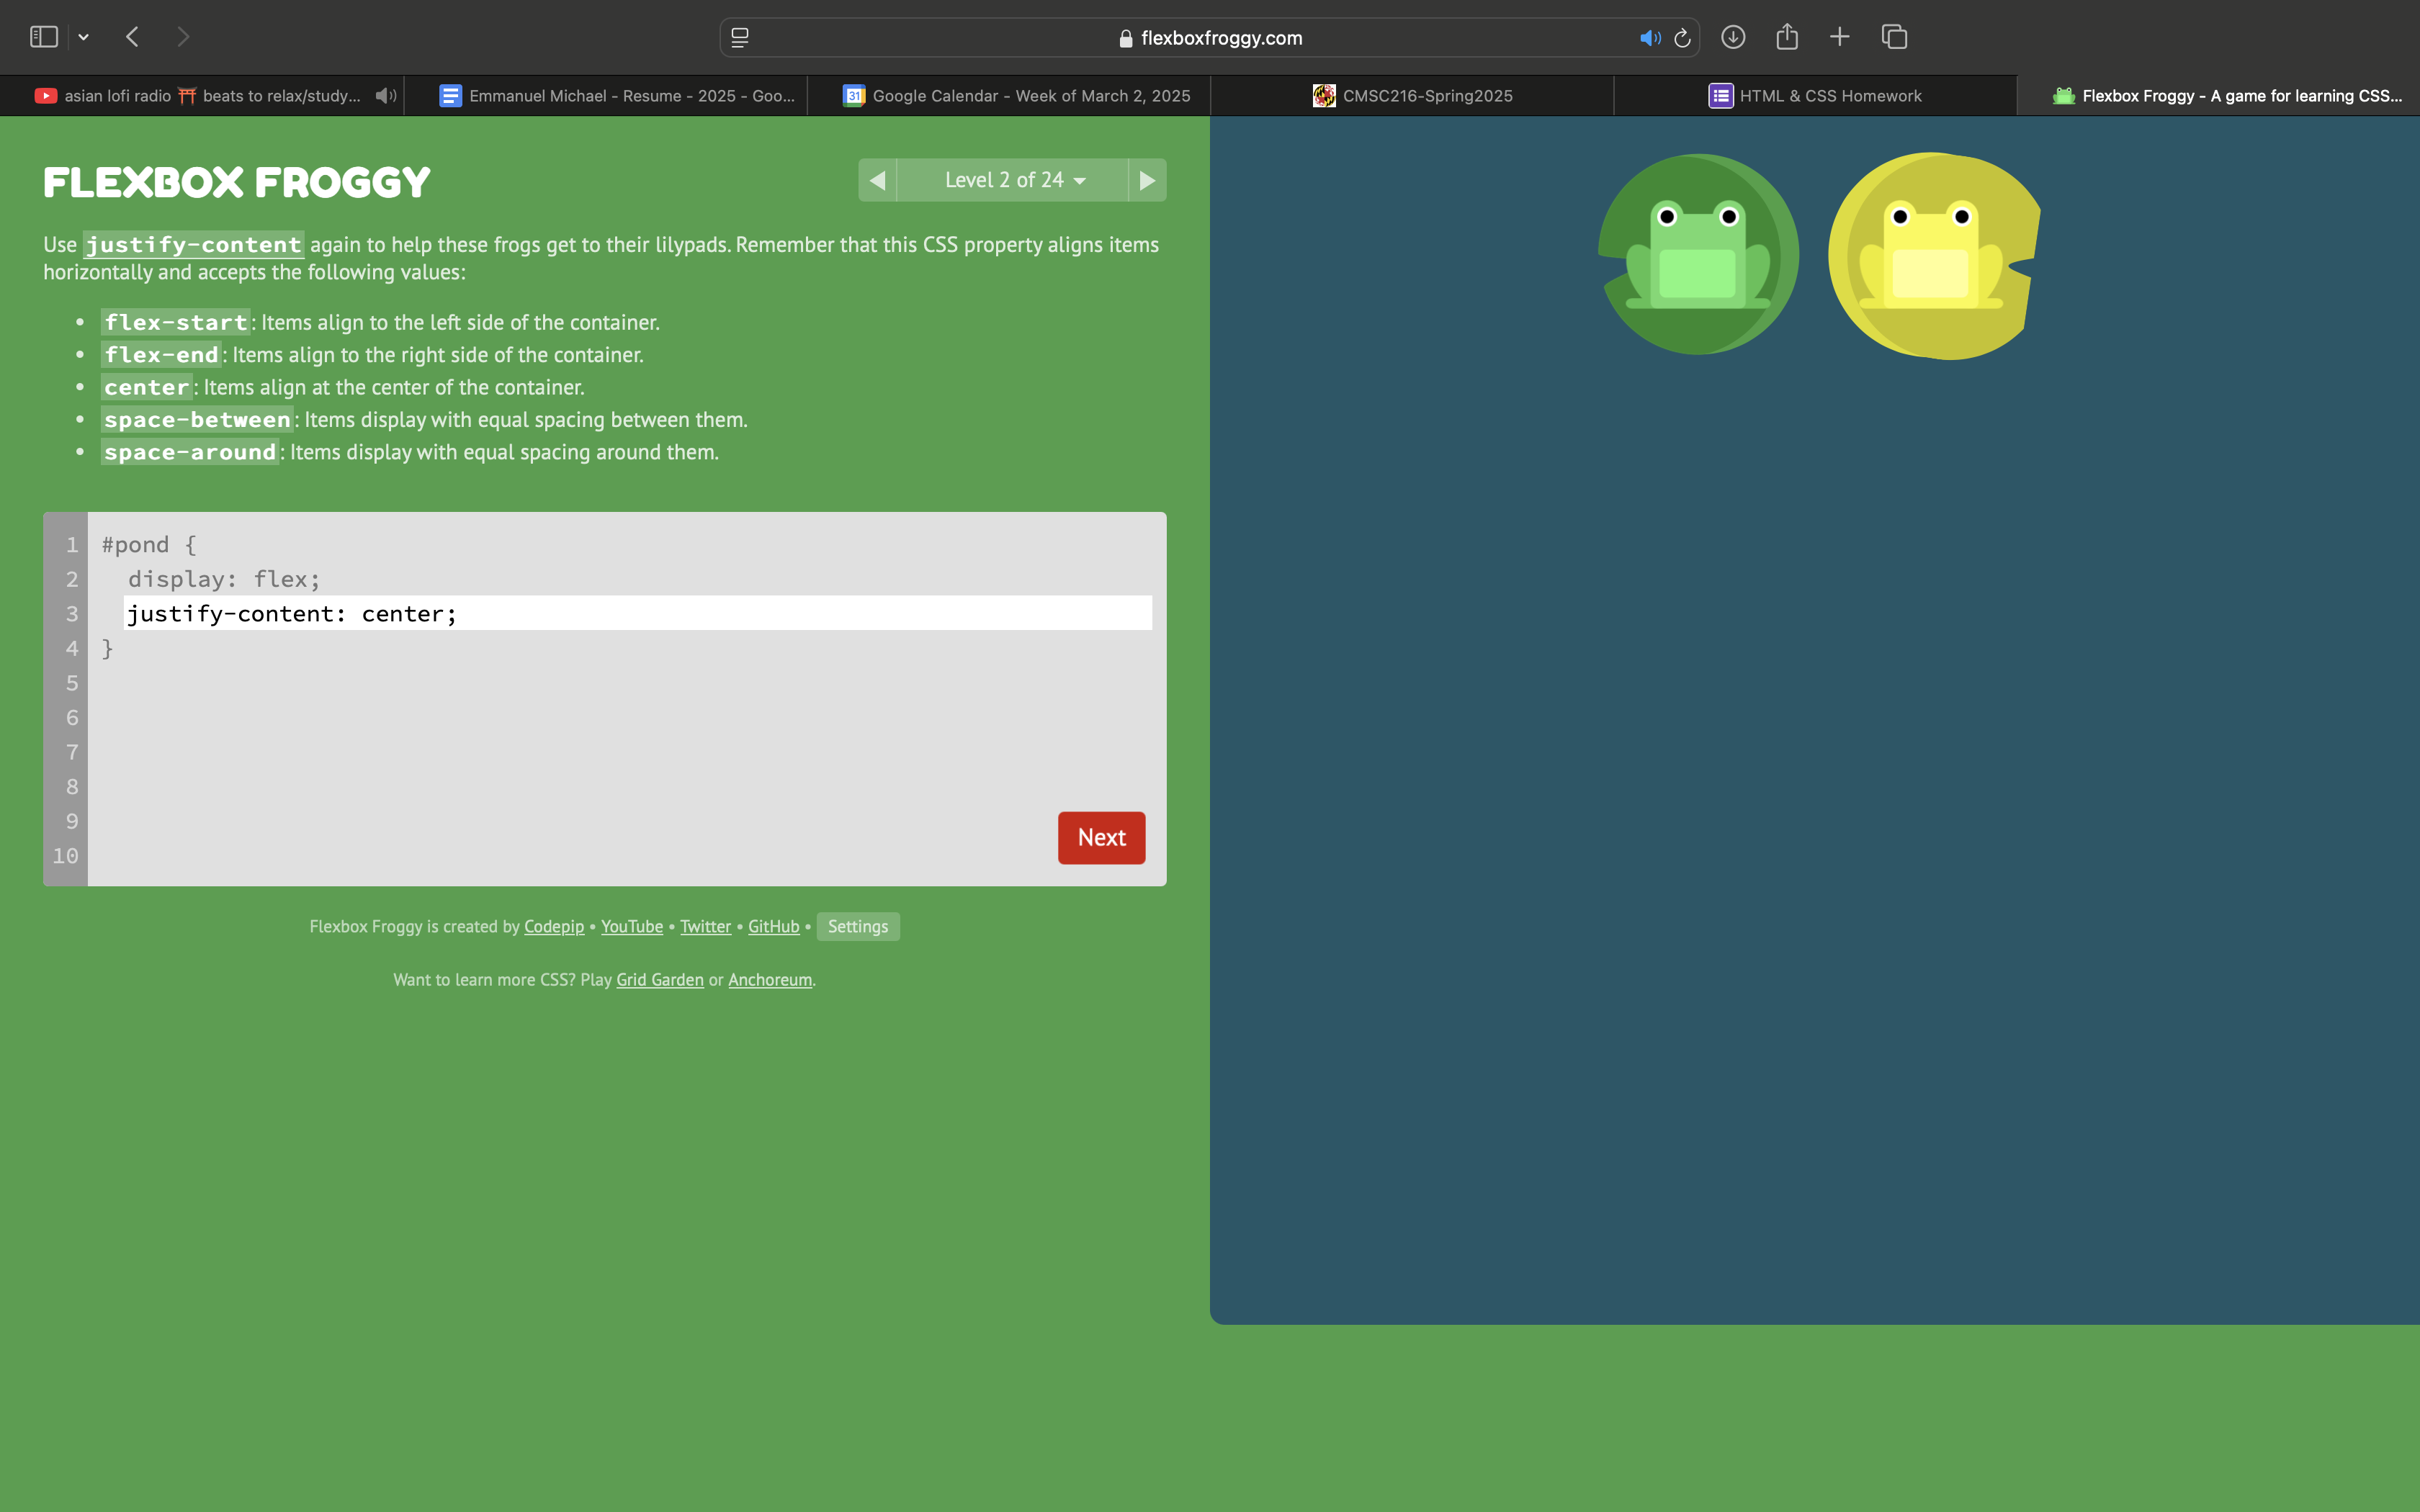 flexboxfroggy.com
asian lofi radio ⛩️ beats to relax/study...
Emmanuel Michael - Resume - 2025 - Goo...
31
Google Calendar - Week of March 2, 2025
CMSC216-Spring2025
HTML & CSS Homework
Flexbox Froggy - A game for learning CSS...
FLEXBOX FROGGY
Level 2 of 24
Use justify-content again to help these frogs get to their lilypads. Remember that this CSS property aligns items
horizontally and accepts the following values:
• flex-start: Items align to the left side of the container.
• flex-end: Items align to the right side of the container.
• center: Items align at the center of the container.
• space-between: Items display with equal spacing between them.
• space-around: Items display with equal spacing around them.
1 #pond {
2 display: flex;
3 justify-content: center;
4 }
5
6
7
8
9
10
Next
Flexbox Froggy is created by Codepip • YouTube • Twitter • GitHub • Settings
Want to learn more CSS? Play Grid Garden or Anchoreum.